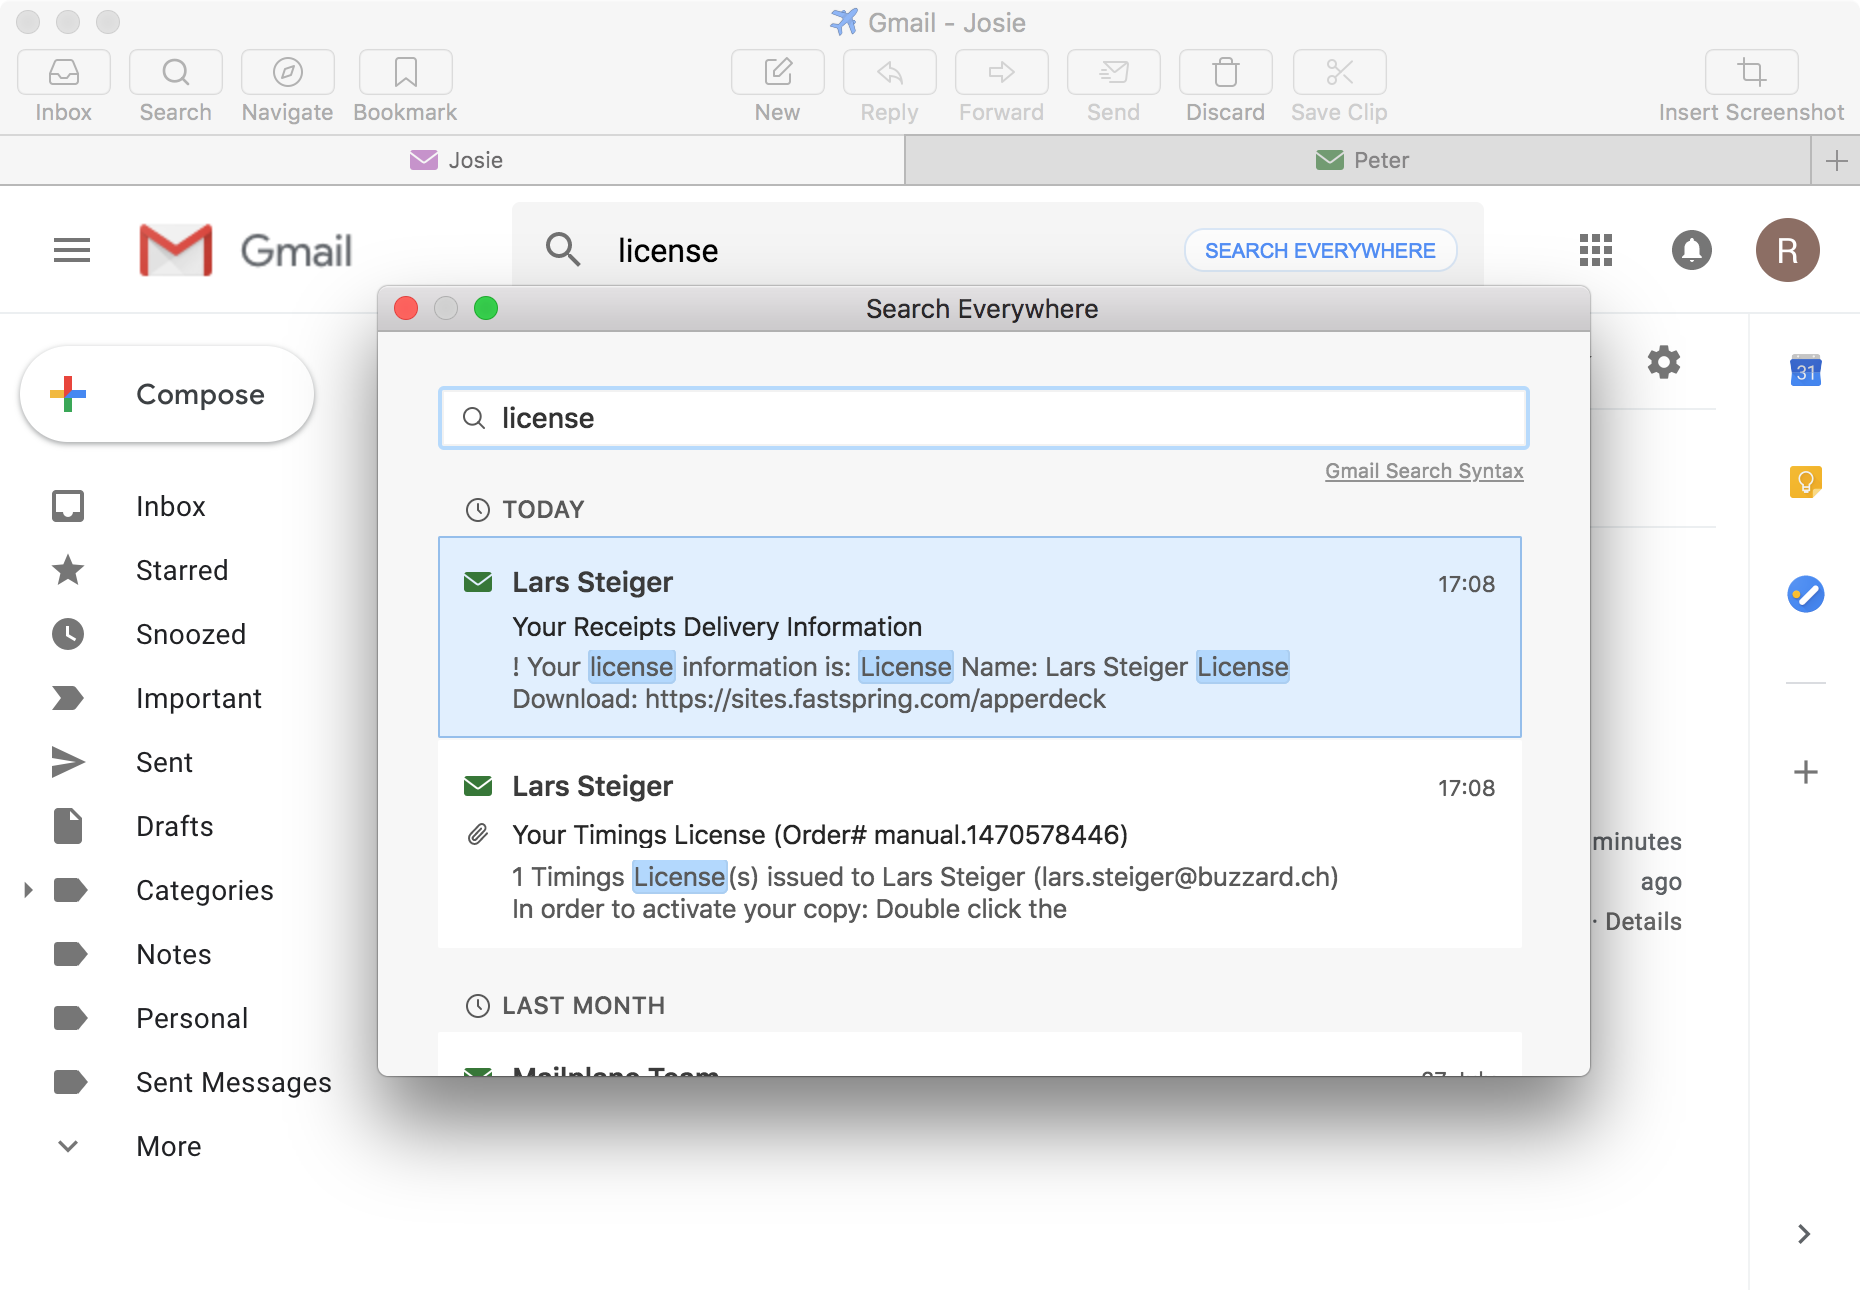 Gmail - Josie
Inbox
Search
Navigate
Bookmark
New
Reply
Forward
Send
Discard
Save Clip
Insert Screenshot
Josie
Peter
Gmail
license
SEARCH EVERYWHERE
R
Search Everywhere
Compose
31
license
Gmail Search Syntax
TODAY
Inbox
Starred
Snoozed
Important
Sent
Drafts
Categories
Notes
Personal
Sent Messages
More
Lars Steiger
17:08
Your Receipts Delivery Information
! Your license information is: License Name: Lars Steiger License
Download: https://sites.fastspring.com/apperdeck
Lars Steiger
17:08
Your Timings License (Order# manual.1470578446)
1 Timings License(s) issued to Lars Steiger (lars.steiger@buzzard.ch)
In order to activate your copy: Double click the
minutes
ago
· Details
LAST MONTH
Mailplane Team